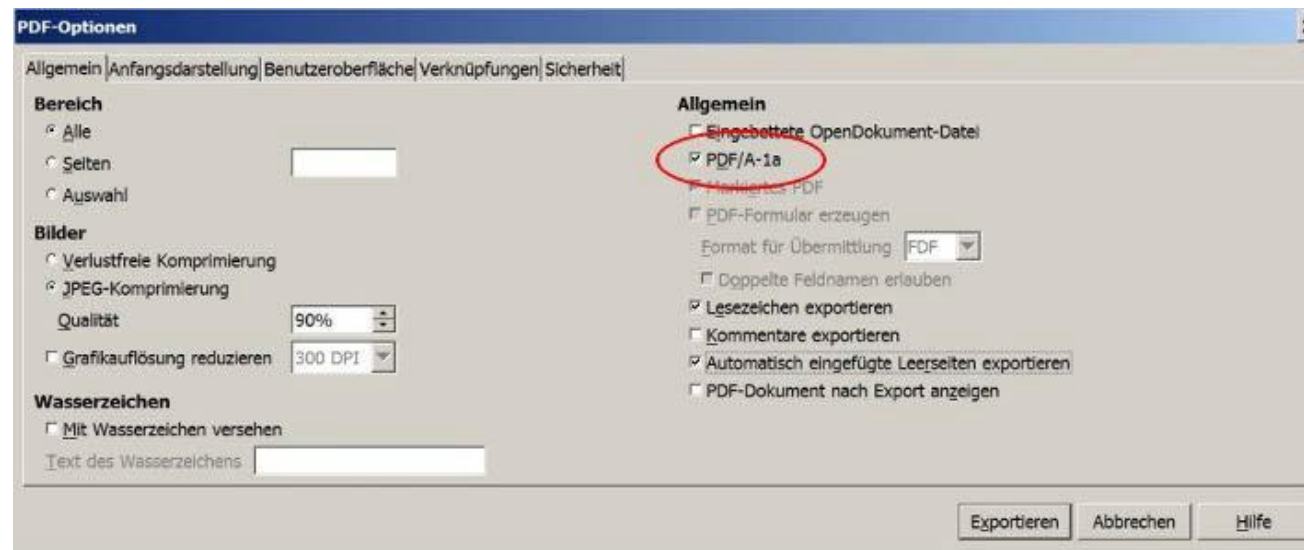 PDF-Optionen
Allgemein Anfangsdarstellung Benutzeroberfläche Verknüpfungen Sicherheit
Bereich
Alle
Seiten
Auswahl
Bilder
Verlustfreie Komprimierung
JPEG-Komprimierung
Qualität 90%
Grafikauflösung reduzieren 300 DPI
Wasserzeichen
Mit Wasserzeichen versehen
Text des Wasserzeichens
Allgemein
Eingebettete OpenDokument-Datei
PDF/A-1a
Markiertes PDF
PDF-Formular erzeugen
Format für Übermittlung FDF
Doppelte Feldnamen erlauben
Lesezeichen exportieren
Kommentare exportieren
Automatisch eingefügte Leerseiten exportieren
PDF-Dokument nach Export anzeigen
Exportieren Abbrechen Hilfe